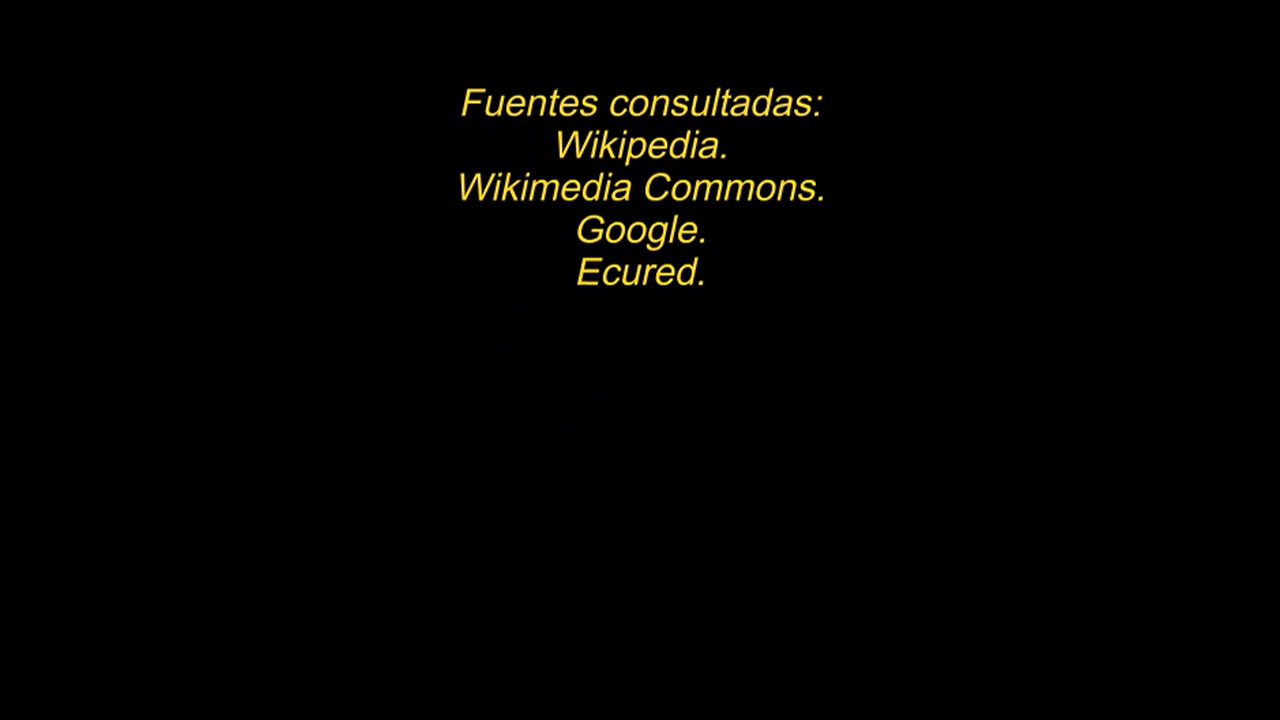 Fuentes consultadas:
Wikipedia.
Wikimedia Commons.
Google.
Ecured.